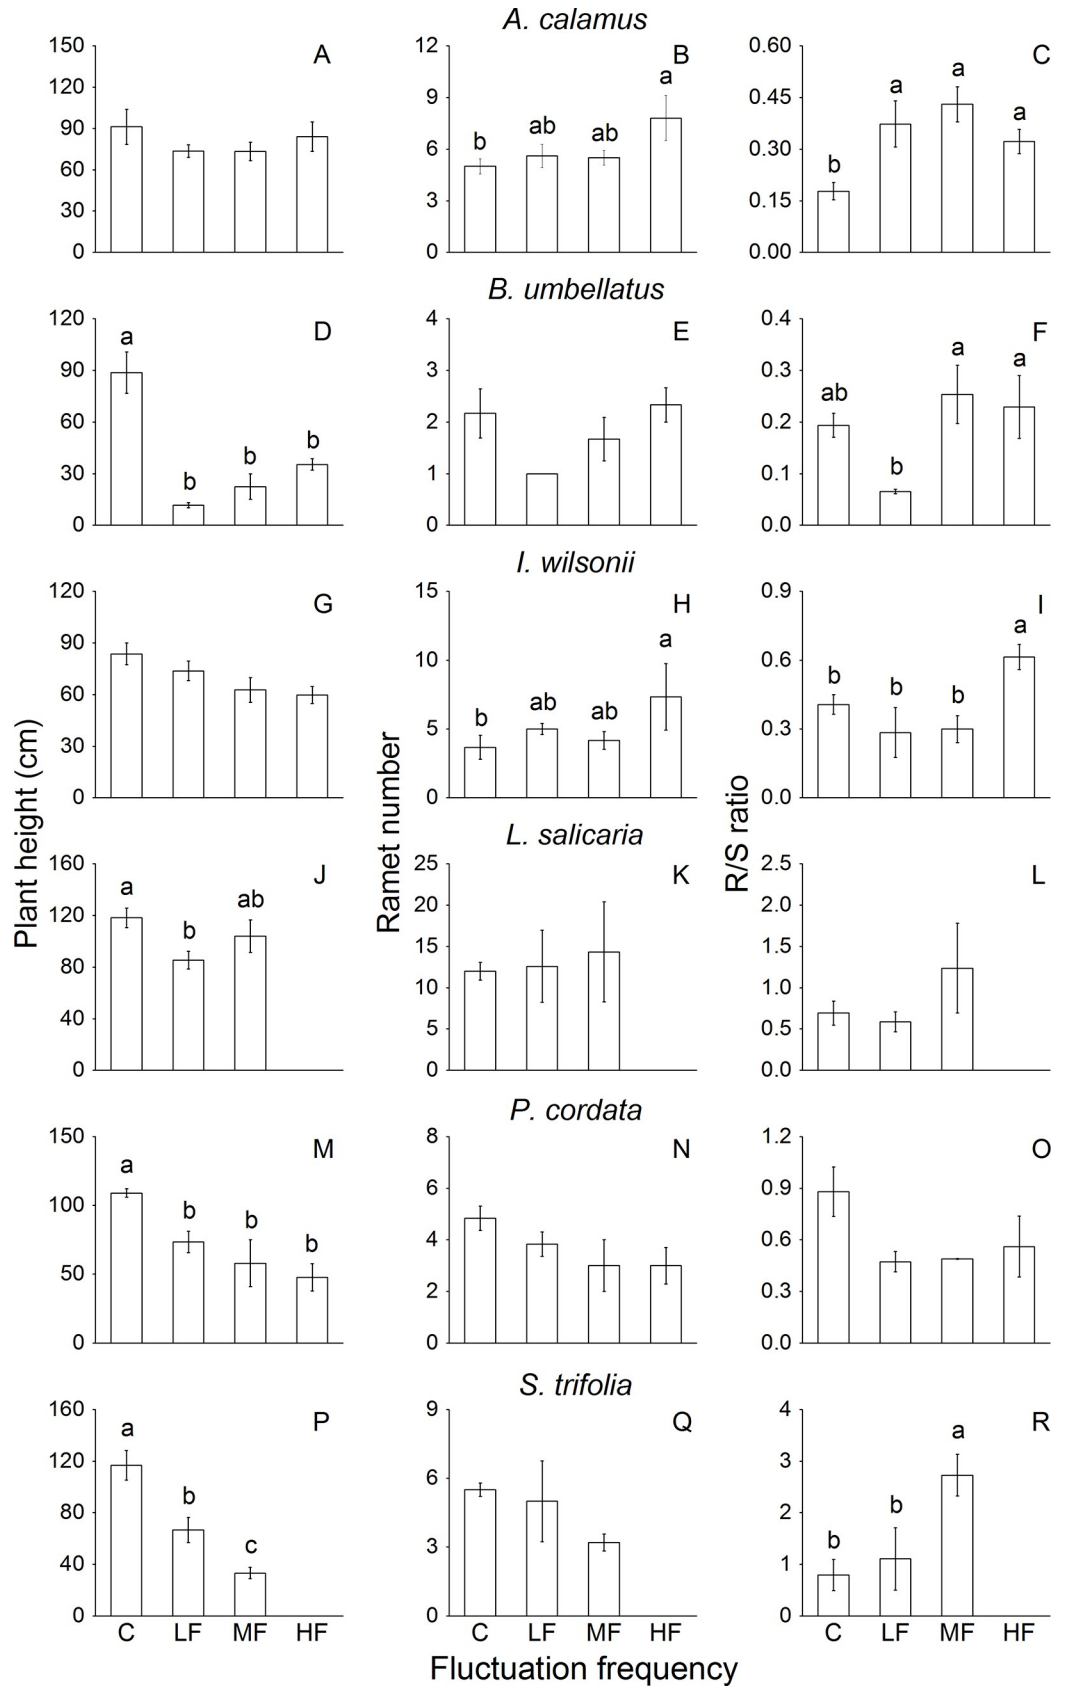 A. calamus
150
120
90
60
30
0
A
12
9
6
3
0
b
ab
ab
a
B
0.60
0.45
0.30
0.15
0.00
b
a
a
a
C
B. umbellatus
120
90
60
30
0
a
b
b
b
D
4
3
2
1
0
E
0.4
0.3
0.2
0.1
0.0
ab
b
a
a
F
I. wilsonii
120
90
60
30
0
G
15
10
5
0
b
ab
ab
a
H
0.9
0.6
0.3
0.0
b
b
b
a
I
Plant height (cm)
Ramet number
R/S ratio
L. salicaria
160
120
80
40
0
a
b
ab
J
25
20
15
10
5
0
K
2.5
2.0
1.5
1.0
0.5
0.0
L
P. cordata
150
100
50
0
a
b
b
b
M
8
6
4
2
0
N
1.2
0.9
0.6
0.3
0.0
O
S. trifolia
160
120
80
40
0
a
b
c
P
9
6
3
0
Q
4
3
2
1
0
b
b
a
R
C LF MF HF
C LF MF HF
C LF MF HF
Fluctuation frequency